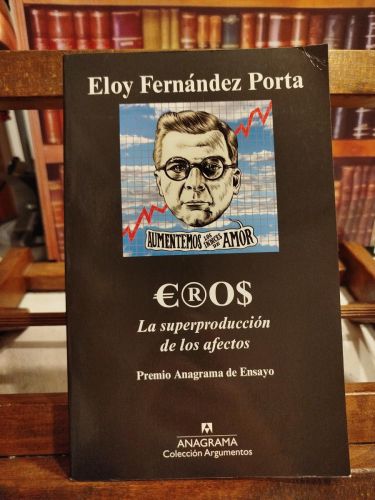 Eloy Fernández Porta
AUMENTEMOS LOS ÍNDICES DE AMOR
€®O$
La superproducción
de los afectos
Premio Anagrama de Ensayo
ANAGRAMA
Colección Argumentos